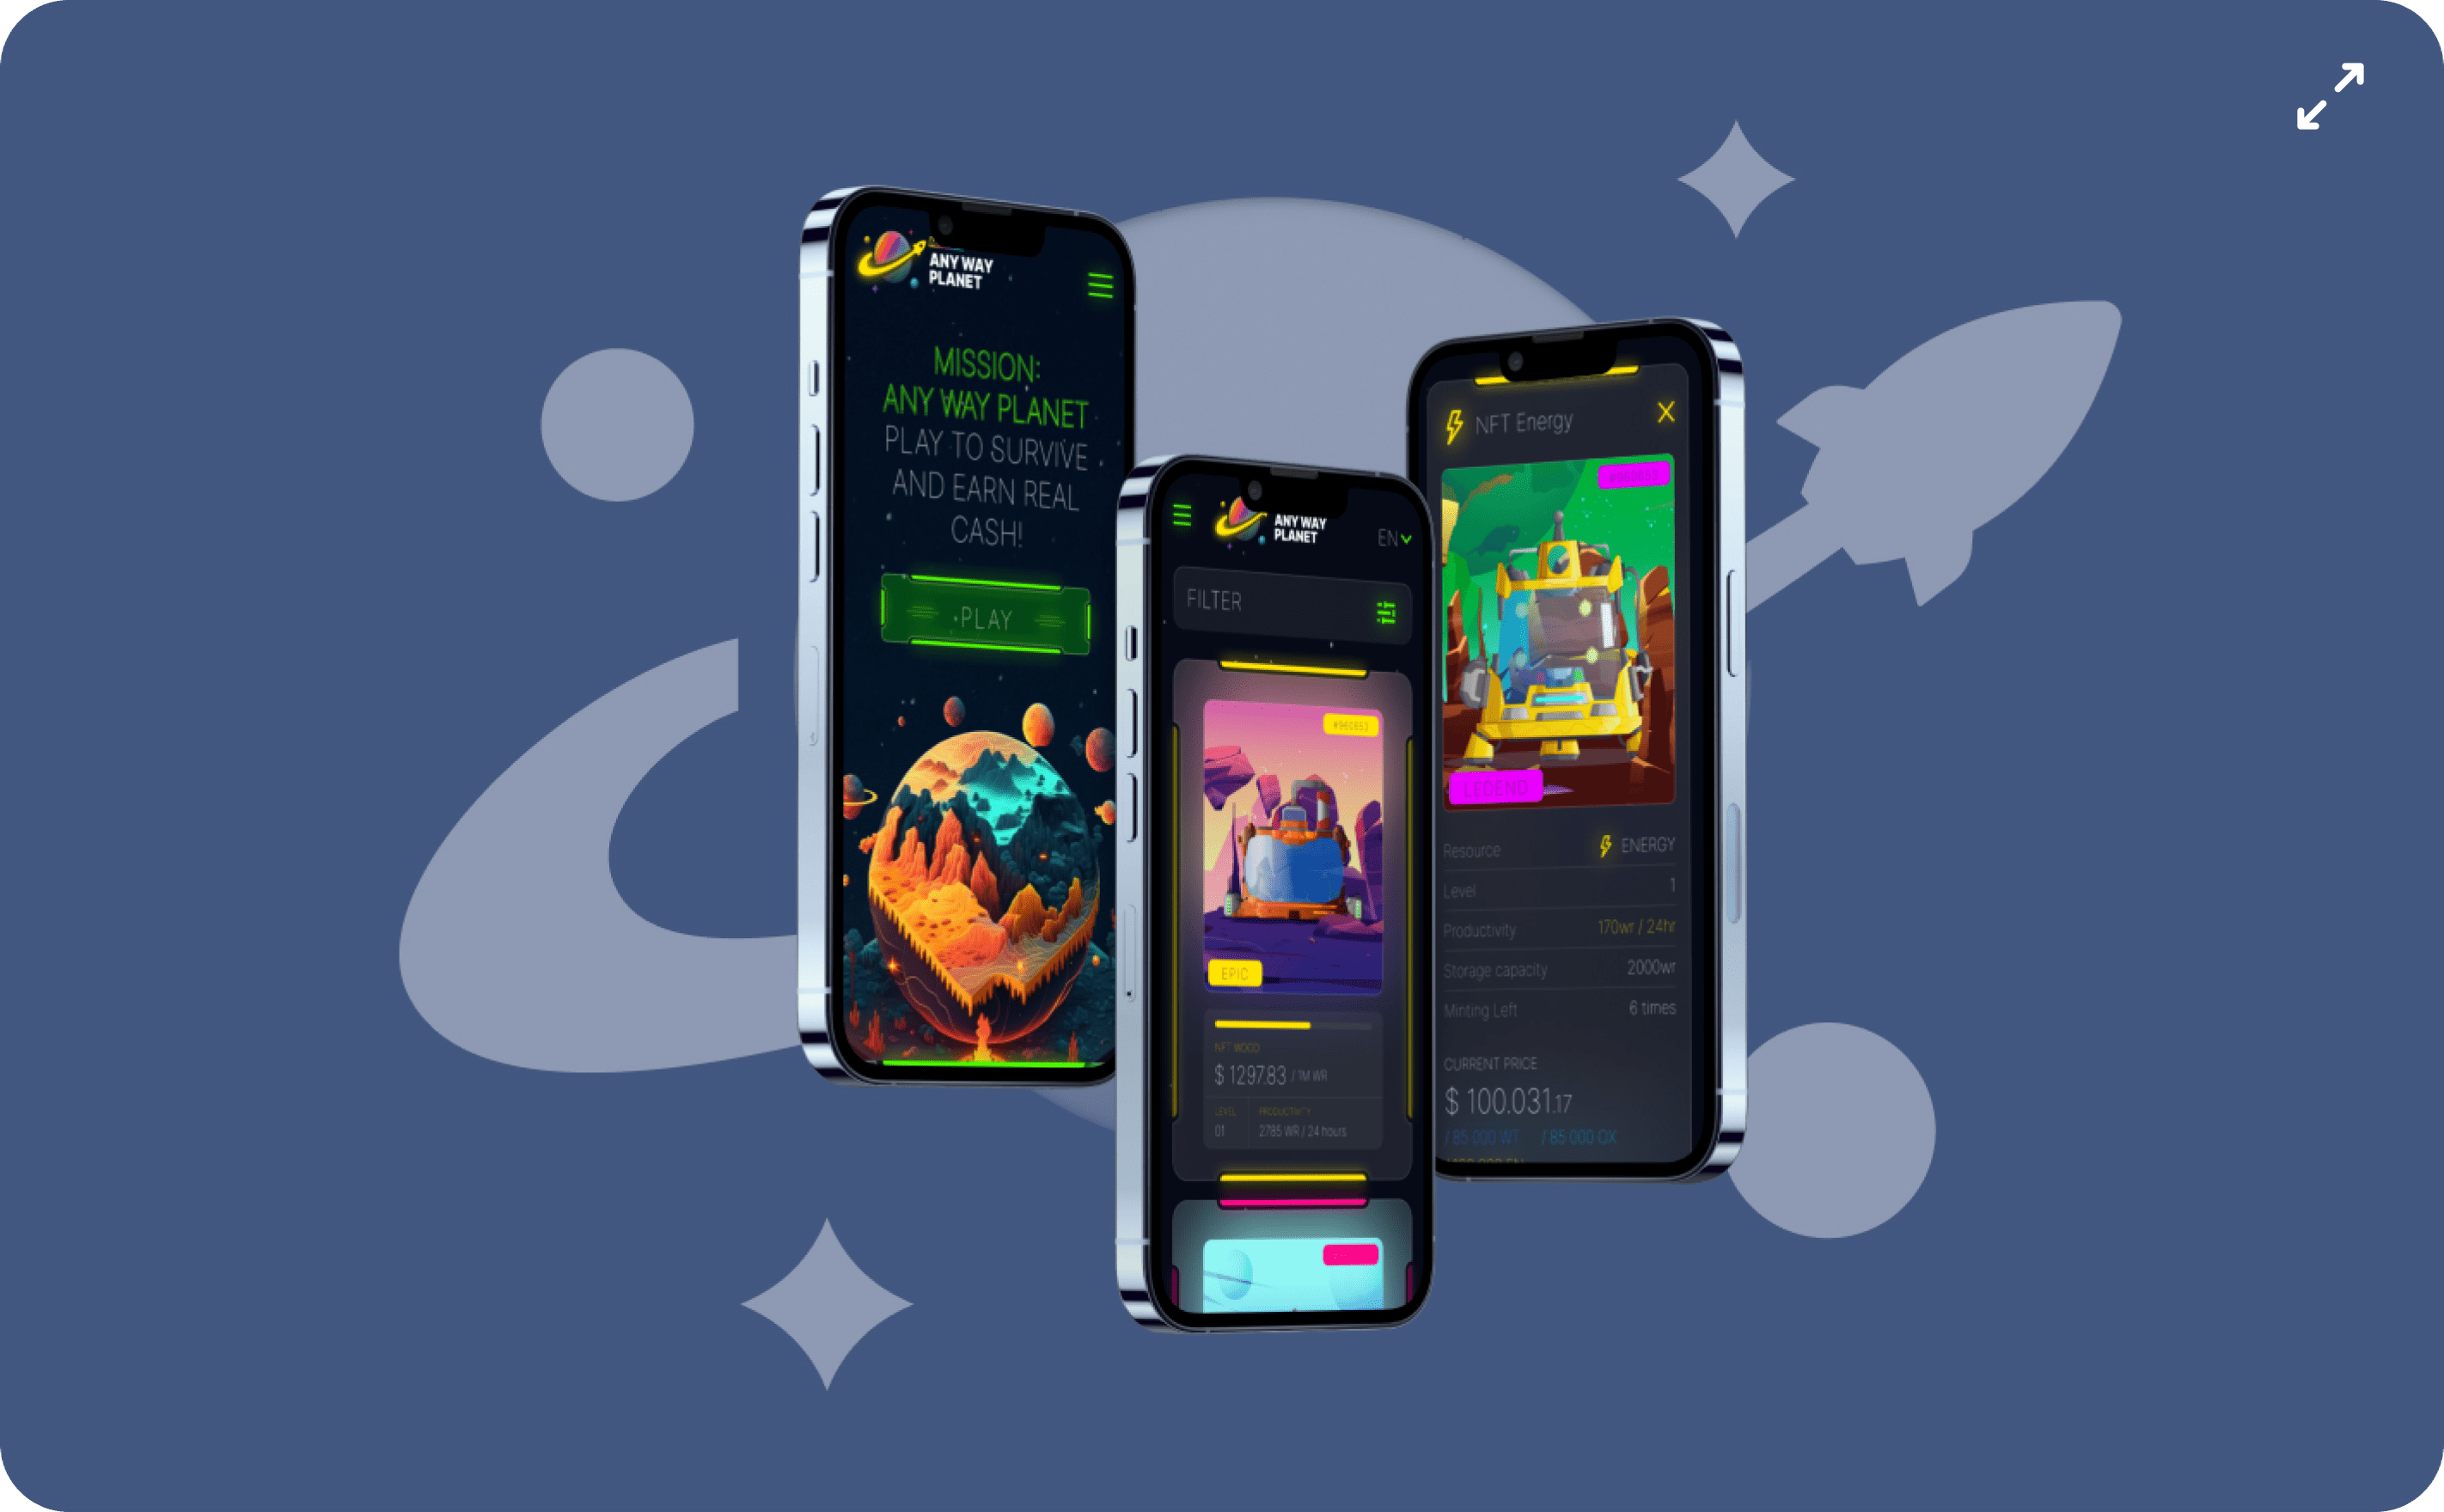 ANY WAY
PLANET
MISSION:
ANY WAY PLANET
PLAY TO SURVIVE
AND EARN REAL
CASH!
PLAY
ANY WAY
PLANET
EN
FILTER
#960653
EPIC
NFT WOOD
$ 1297.83 / 1M WR
LEVEL
PRODUCTIVITY
01
2785 WR / 24 hours
NFT Energy
#960653
LEGEND
Resource
ENERGY
Level
1
Productivity
170wr / 24hr
Storage capacity
2000wr
Minting Left
6 times
CURRENT PRICE
$ 100.031.17
/ 85 000 WT / 85 000 OX